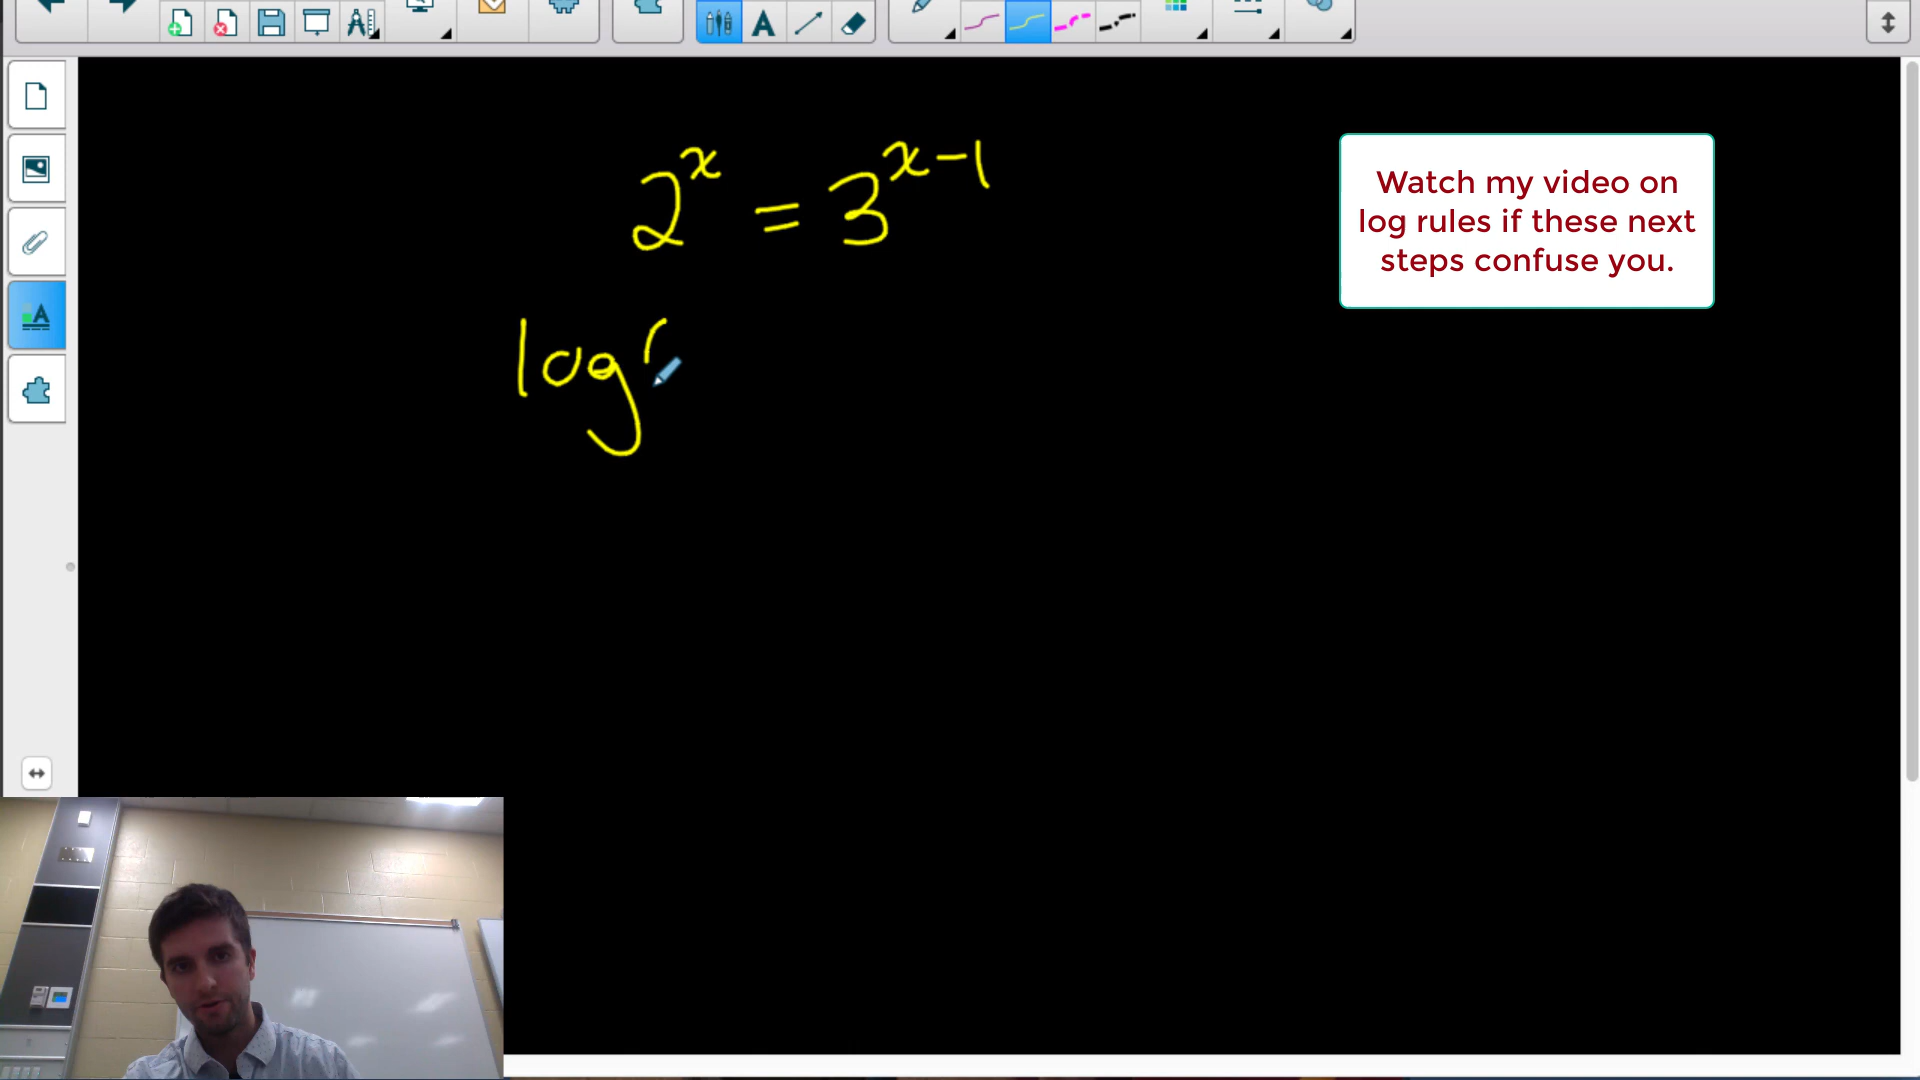 2^x = 3^{x-1}
log(
Watch my video on
log rules if these next
steps confuse you.